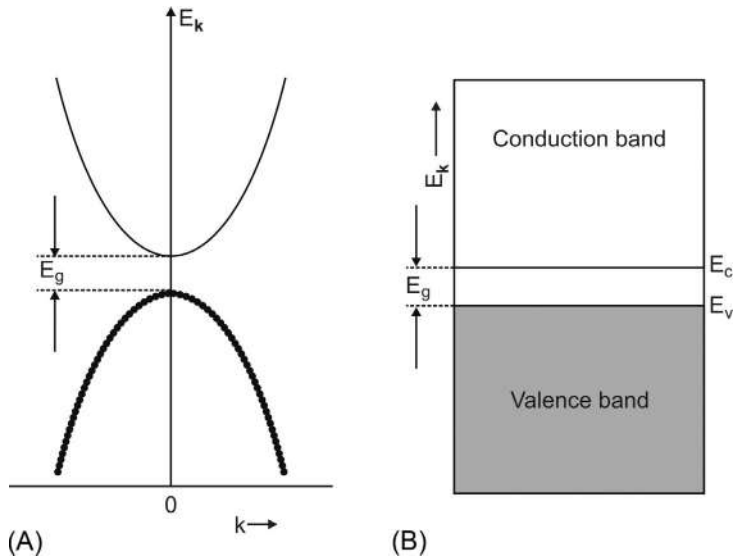 E_k
E_g
0
k
(A)
E_k
Conduction band
E_c
E_g
E_v
Valence band
(B)